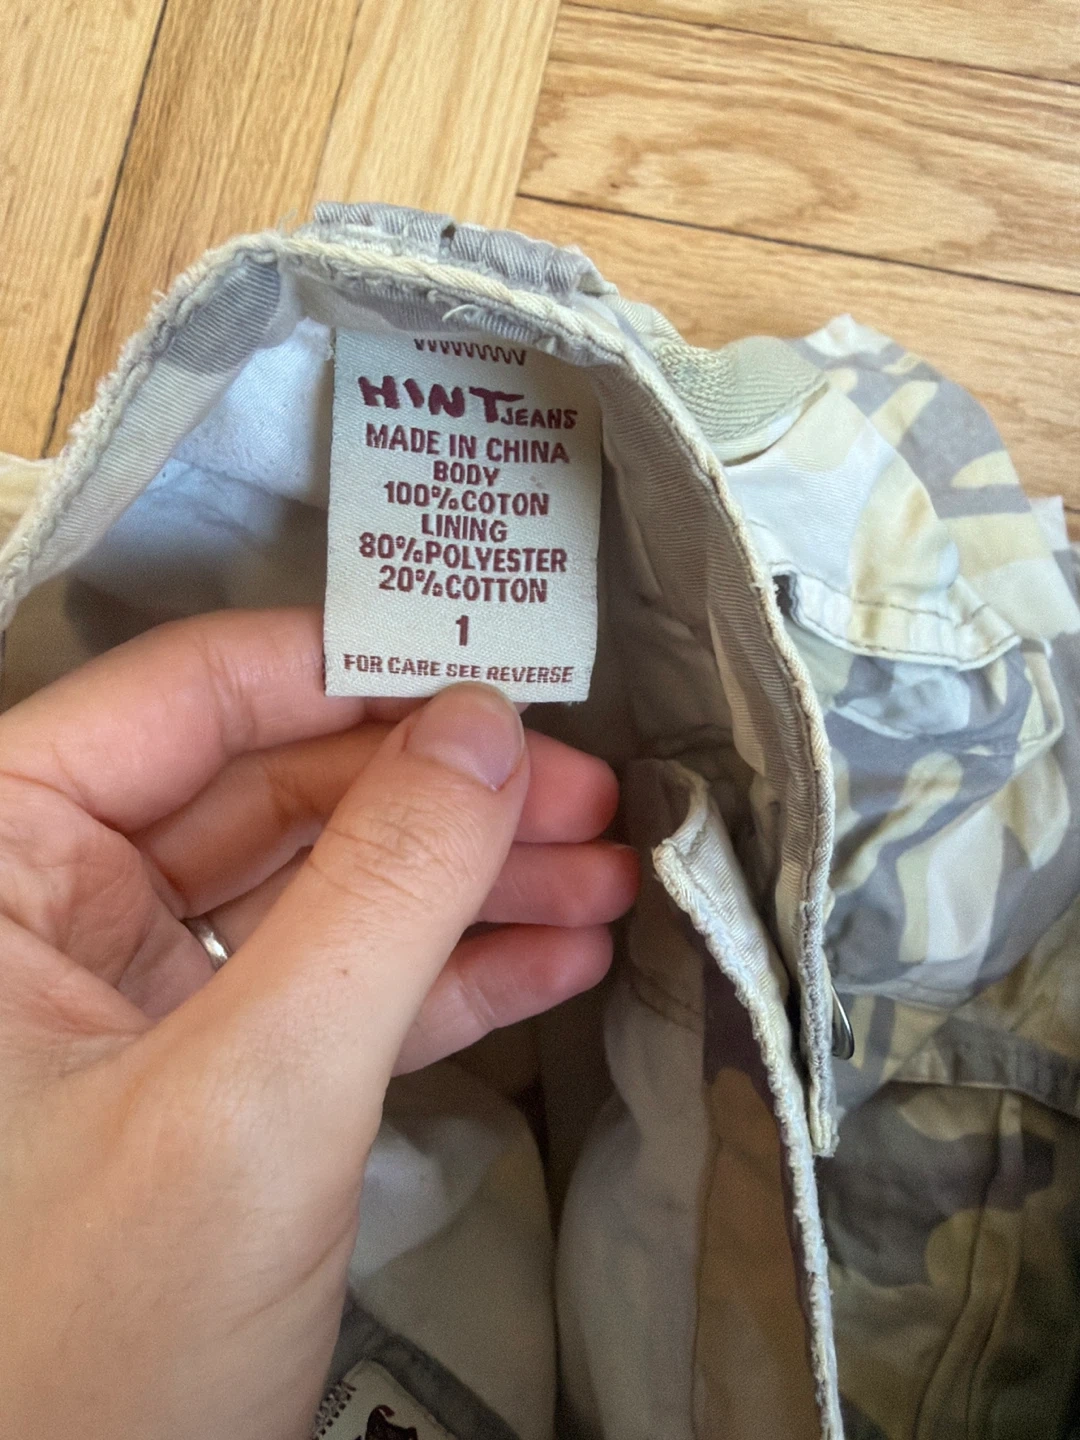 HINT JEANS
MADE IN CHINA
BODY
100%COTON
LINING
80%POLYESTER
20%COTTON
1
FOR CARE SEE REVERSE